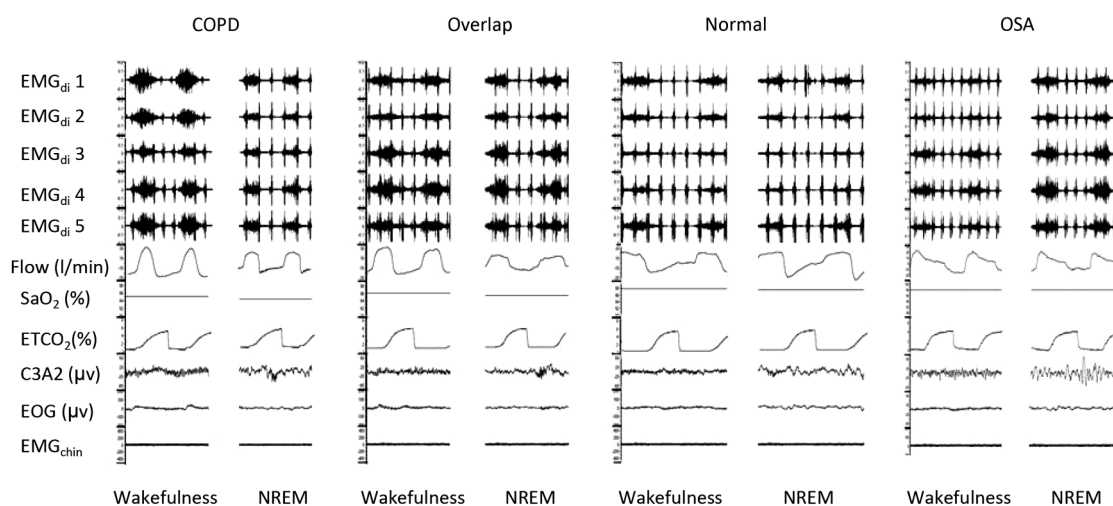 COPD Overlap Normal OSA
EMGdi 1
EMGdi 2
EMGdi 3
EMGdi 4
EMGdi 5
Flow (l/min)
SaO2 (%)
ETCO2(%)
C3A2 (μv)
EOG (μv)
EMGchin
Wakefulness NREM Wakefulness NREM Wakefulness NREM Wakefulness NREM